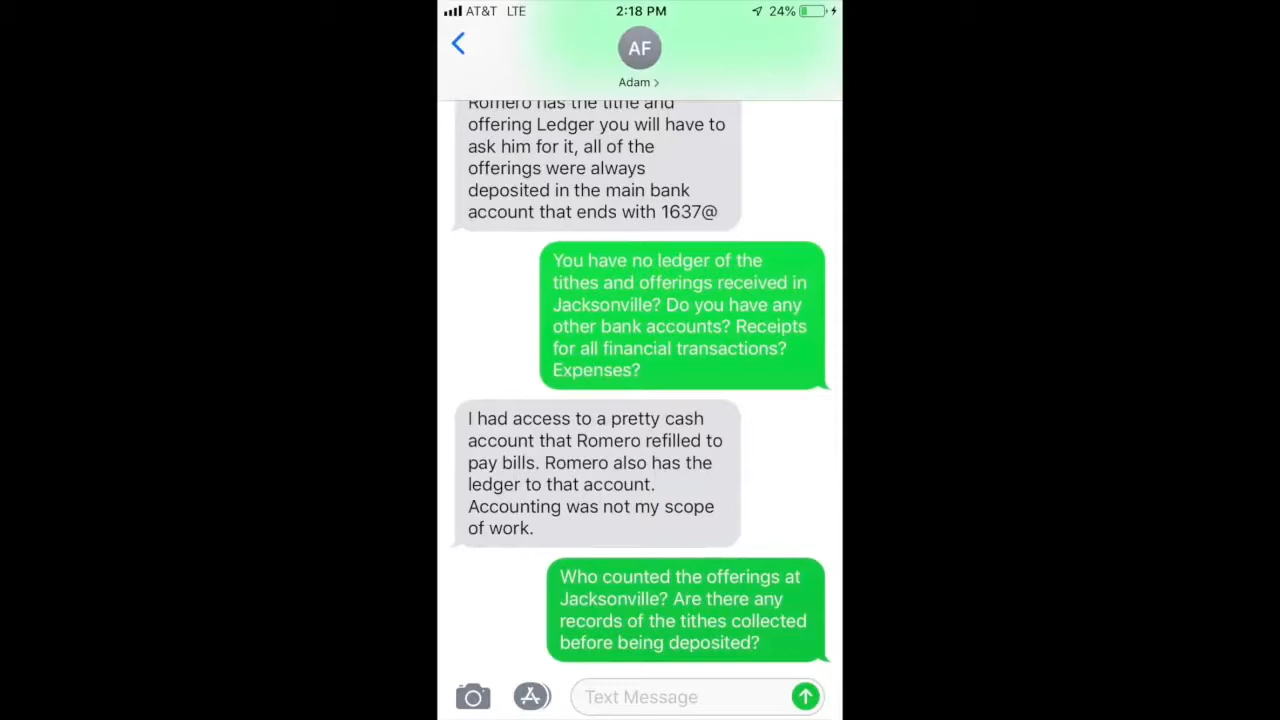 AT&T LTE 2:18 PM 24%
AF
Adam >
Romero has the tithe and
offering Ledger you will have to
ask him for it, all of the
offerings were always
deposited in the main bank
account that ends with 1637@
You have no ledger of the
tithes and offerings received in
Jacksonville? Do you have any
other bank accounts? Receipts
for all financial transactions?
Expenses?
I had access to a pretty cash
account that Romero refilled to
pay bills. Romero also has the
ledger to that account.
Accounting was not my scope
of work.
Who counted the offerings at
Jacksonville? Are there any
records of the tithes collected
before being deposited?
Text Message